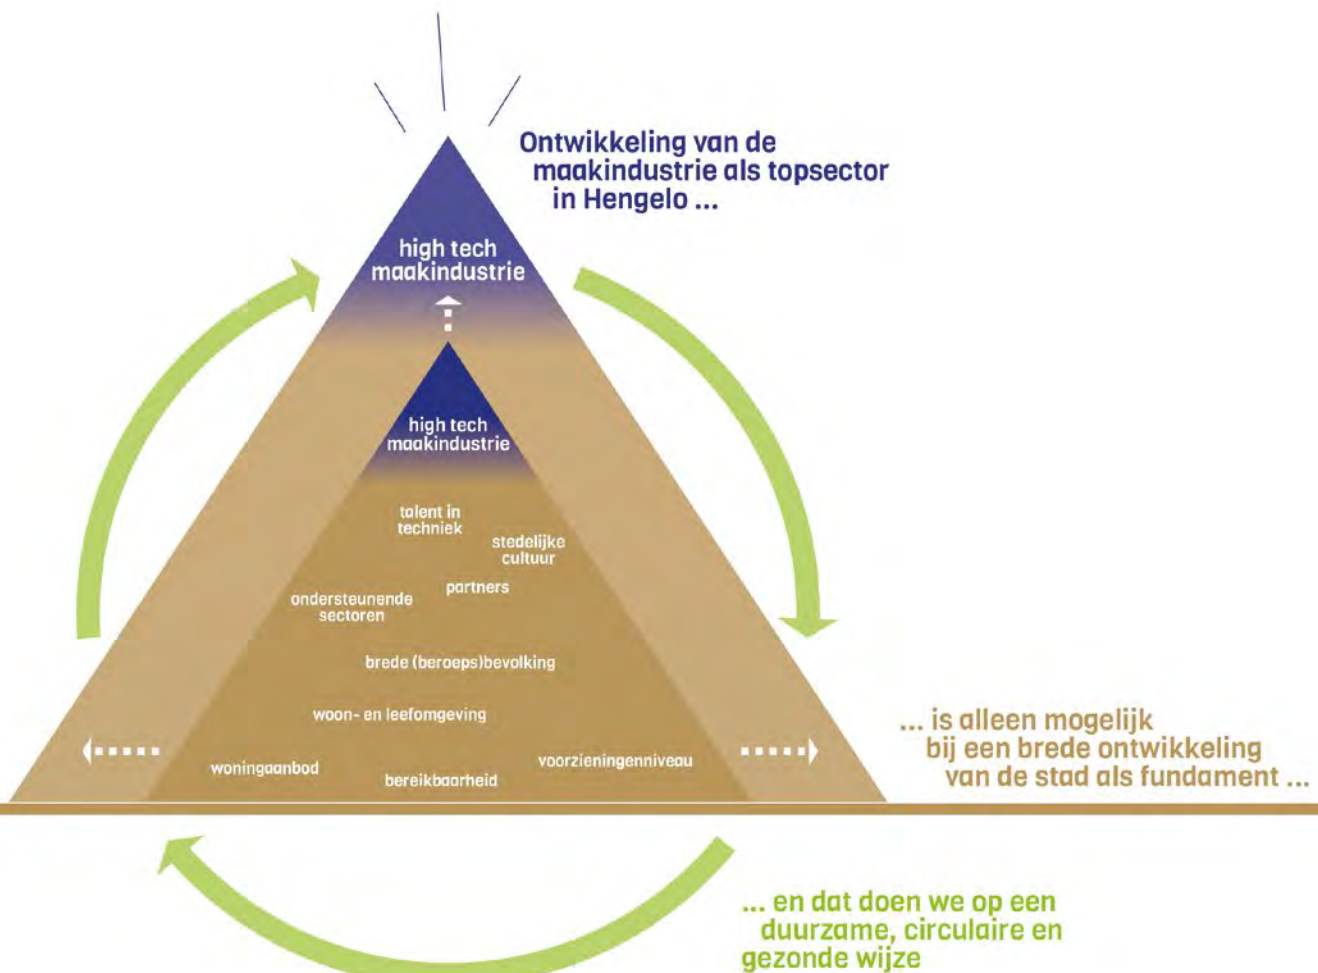 Ontwikkeling van de
maakindustrie als topsector
in Hengelo ...
high tech
maakindustrie
high tech
maakindustrie
talent in
techniek
stedelijke
cultuur
partners
ondersteunende
sectoren
brede (beroeps)bevolking
woon- en leefomgeving
woningaanbod
bereikbaarheid
voorzieningenniveau
... is alleen mogelijk
bij een brede ontwikkeling
van de stad als fundament ...
... en dat doen we op een
duurzame, circulaire en
gezonde wijze